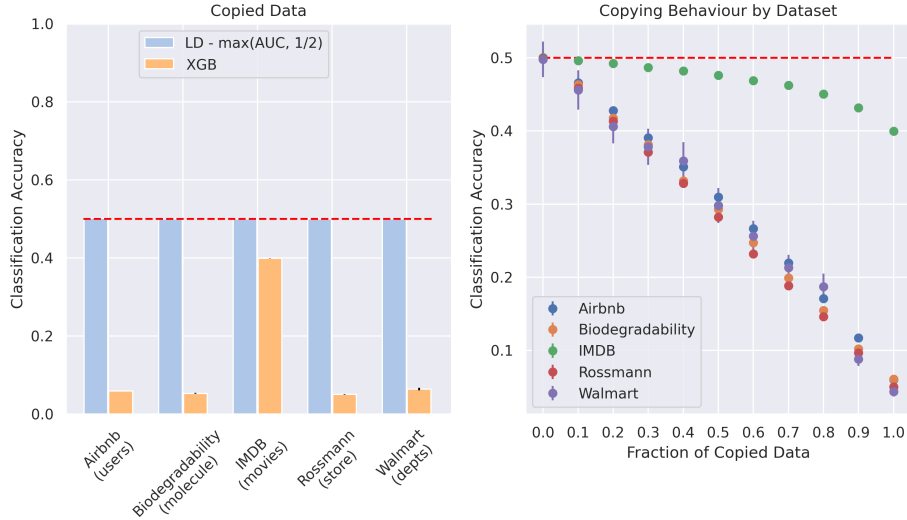 Copied Data
Classification Accuracy
1.0
0.8
0.6
0.4
0.2
0.0
LD - max(AUC, 1/2)
XGB
Airbnb
(users)
Biodegradability
(molecule)
IMDB
(movies)
Rossmann
(store)
Walmart
(depts)
Copying Behaviour by Dataset
Classification Accuracy
0.5
0.4
0.3
0.2
0.1
Airbnb
Biodegradability
IMDB
Rossmann
Walmart
0.0 0.1 0.2 0.3 0.4 0.5 0.6 0.7 0.8 0.9 1.0
Fraction of Copied Data